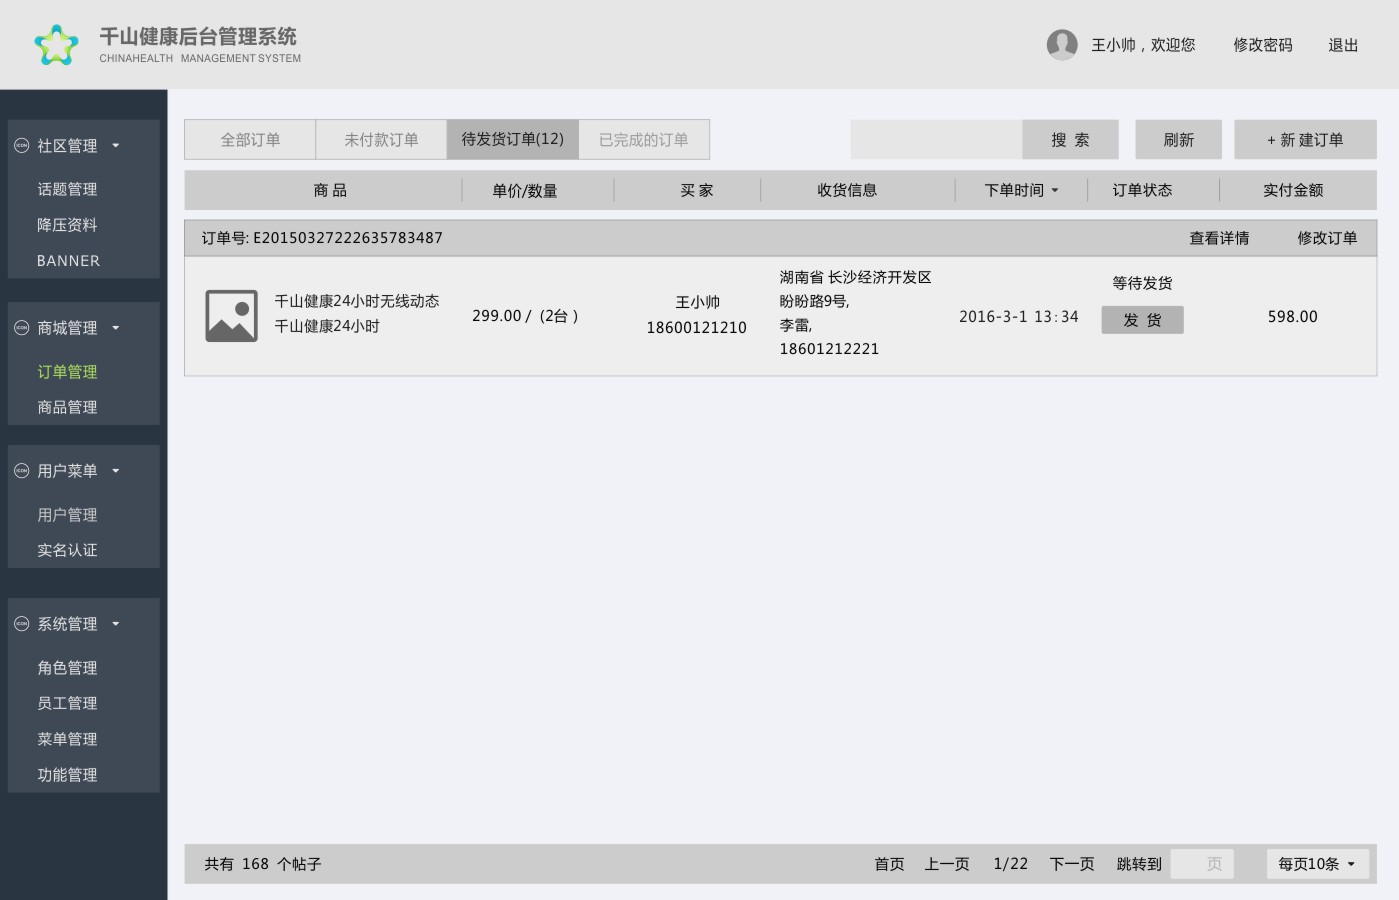 千山健康后台管理系统
CHINAHEALTH MANAGEMENT SYSTEM
王小帅，欢迎您 修改密码 退出
ICON 社区管理
话题管理
降压资料
BANNER
ICON 商城管理
订单管理
商品管理
ICON 用户菜单
用户管理
实名认证
ICON 系统管理
角色管理
员工管理
菜单管理
功能管理
全部订单 未付款订单 待发货订单(12) 已完成的订单 搜 索 刷新 + 新 建订单
商 品 单价/数量 买 家 收货信息 下单时间 订单状态 实付金额
订单号: E20150327222635783487 查看详情 修改订单
千山健康24小时无线动态
千山健康24小时
299.00 /（2台 ）
王小帅
18600121210
湖南省 长沙经济开发区
盼盼路9号,
李雷,
18601212221
2016-3-1 13:34
等待发货
发 货
598.00
共有 168 个帖子 首页 上一页 1/22 下一页 跳转到 页 每页10条